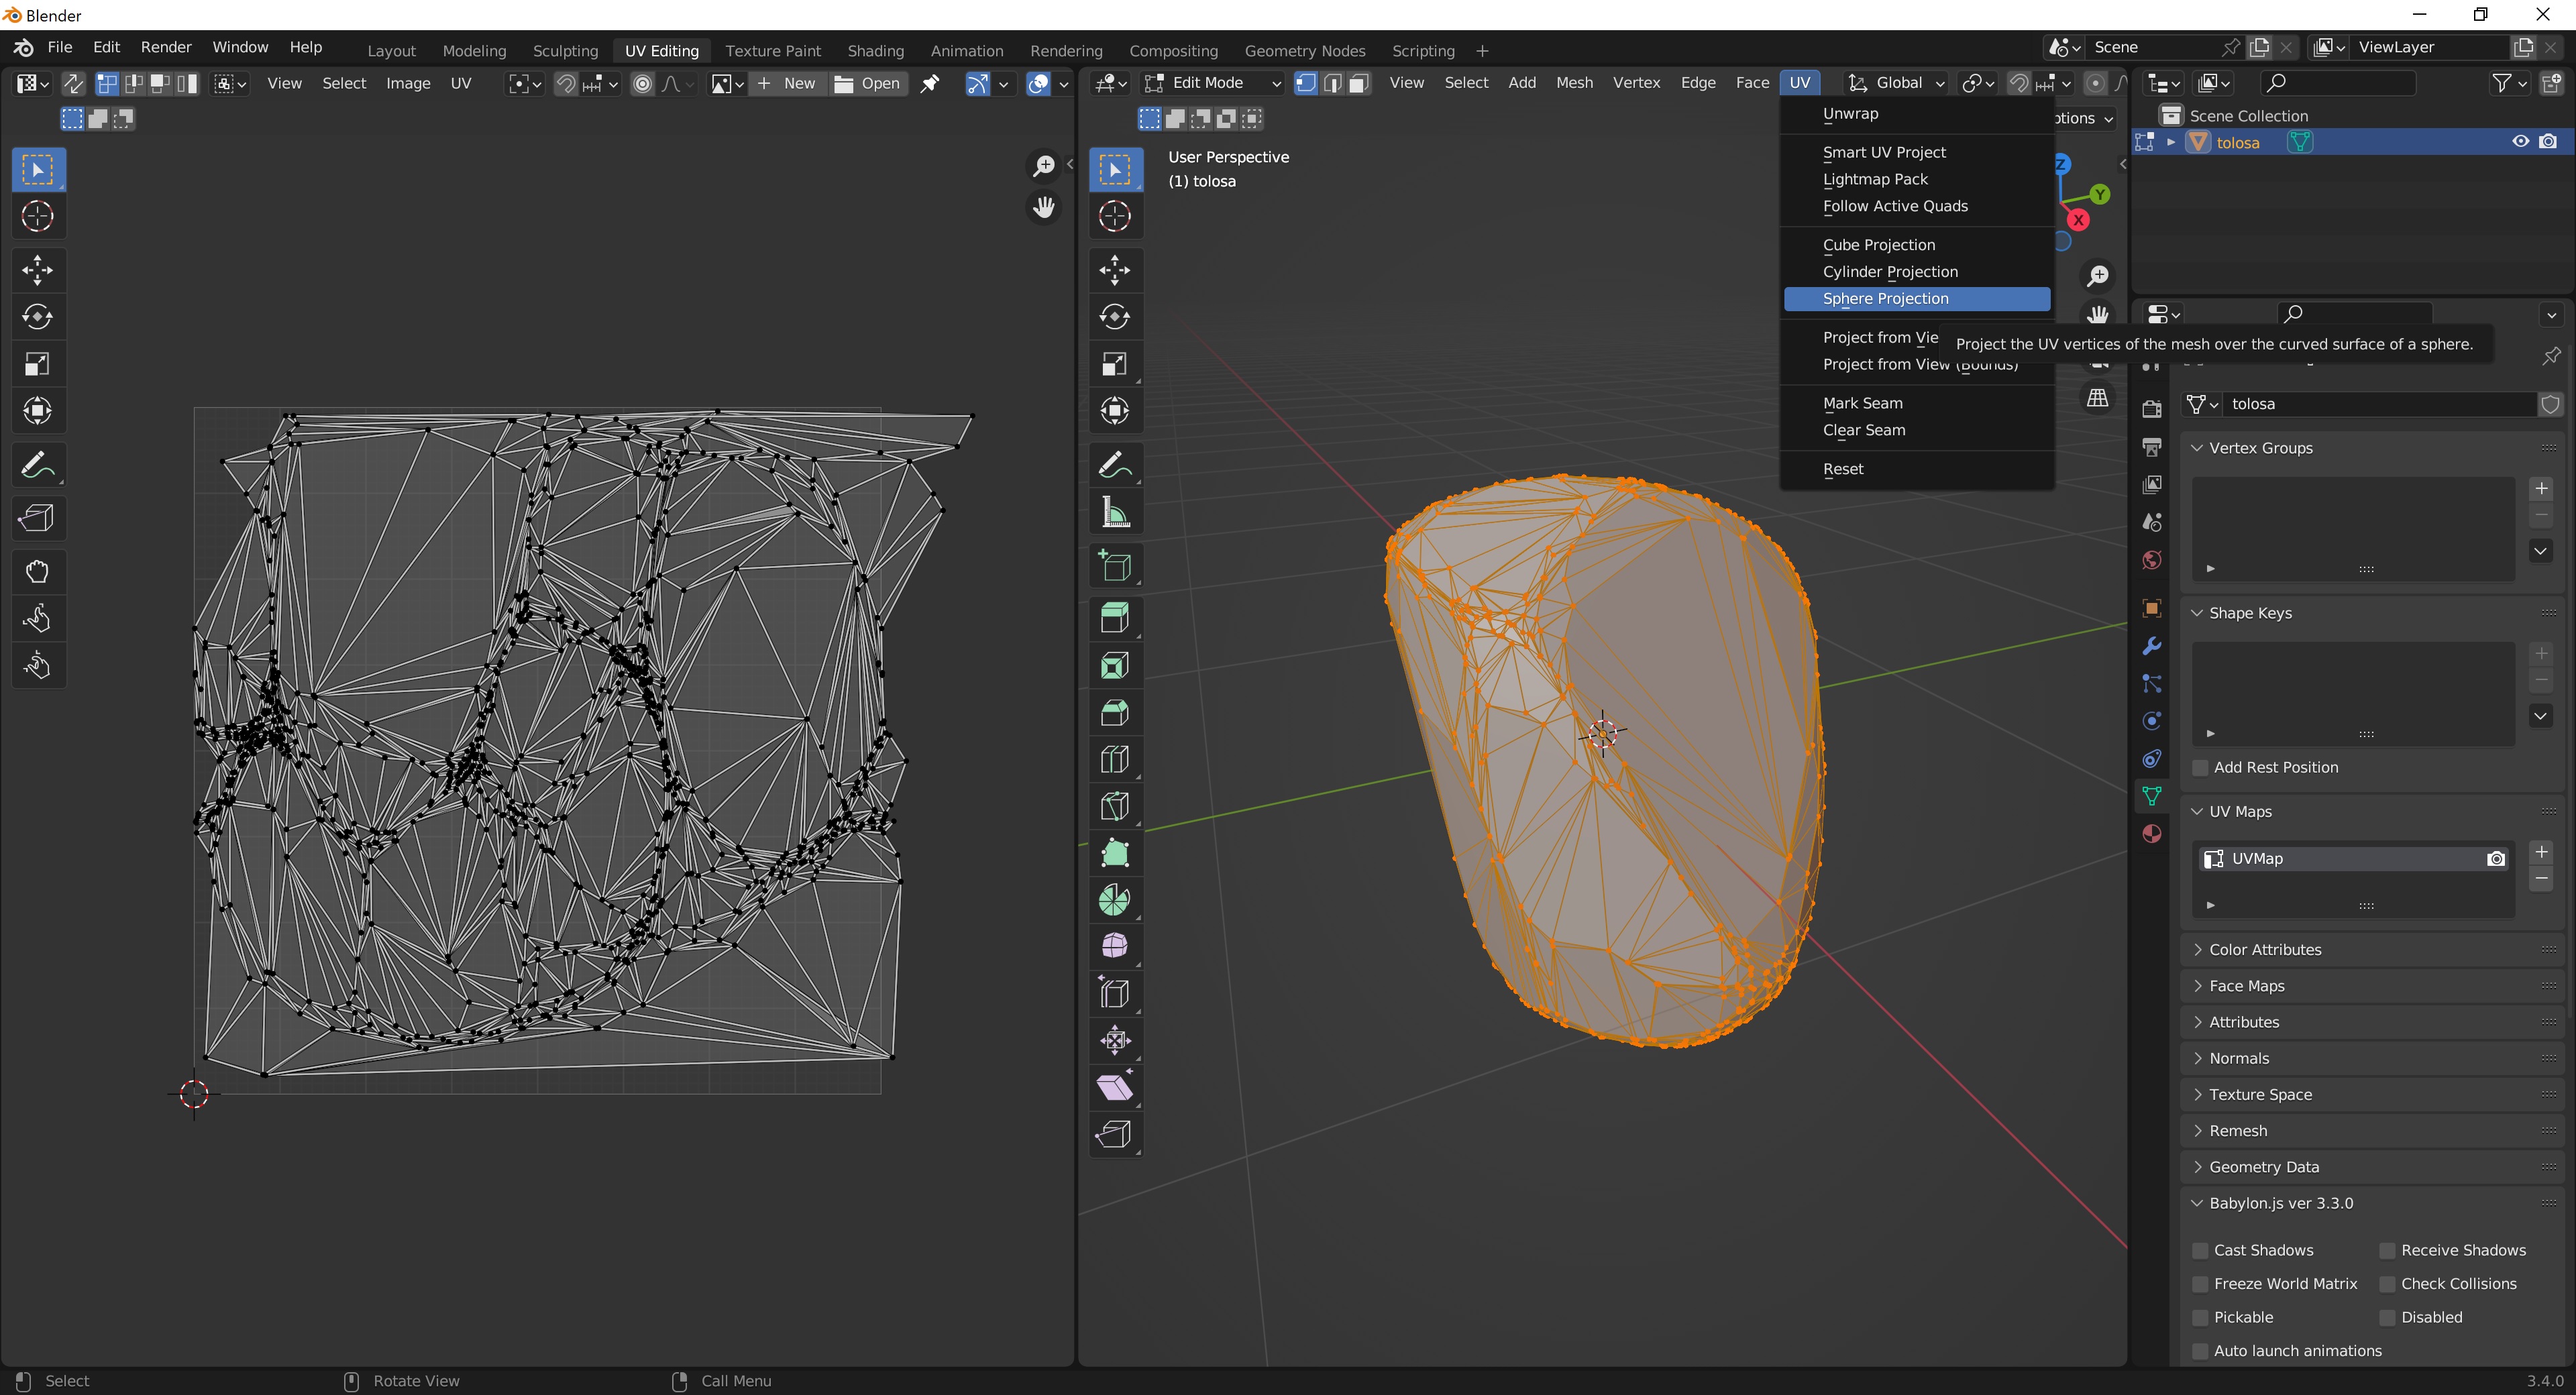 Blender
File Edit Render Window Help
Layout Modeling Sculpting UV Editing Texture Paint Shading Animation Rendering Compositing Geometry Nodes Scripting +
Scene
ViewLayer
View Select Image UV
+ New Open
Edit Mode
View Select Add Mesh Vertex Edge Face UV
Global
ptions
User Perspective
(1) tolosa
Unwrap
Smart UV Project
Lightmap Pack
Follow Active Quads
Cube Projection
Cylinder Projection
Sphere Projection
Project from Vie
Project the UV vertices of the mesh over the curved surface of a sphere.
Project from View (Bounds)
Mark Seam
Clear Seam
Reset
Z
Y
X
Scene Collection
tolosa
tolosa
Vertex Groups
Shape Keys
Add Rest Position
UV Maps
UVMap
Color Attributes
Face Maps
Attributes
Normals
Texture Space
Remesh
Geometry Data
Babylon.js ver 3.3.0
Cast Shadows Receive Shadows
Freeze World Matrix Check Collisions
Pickable Disabled
Auto launch animations
Select Rotate View Call Menu 3.4.0